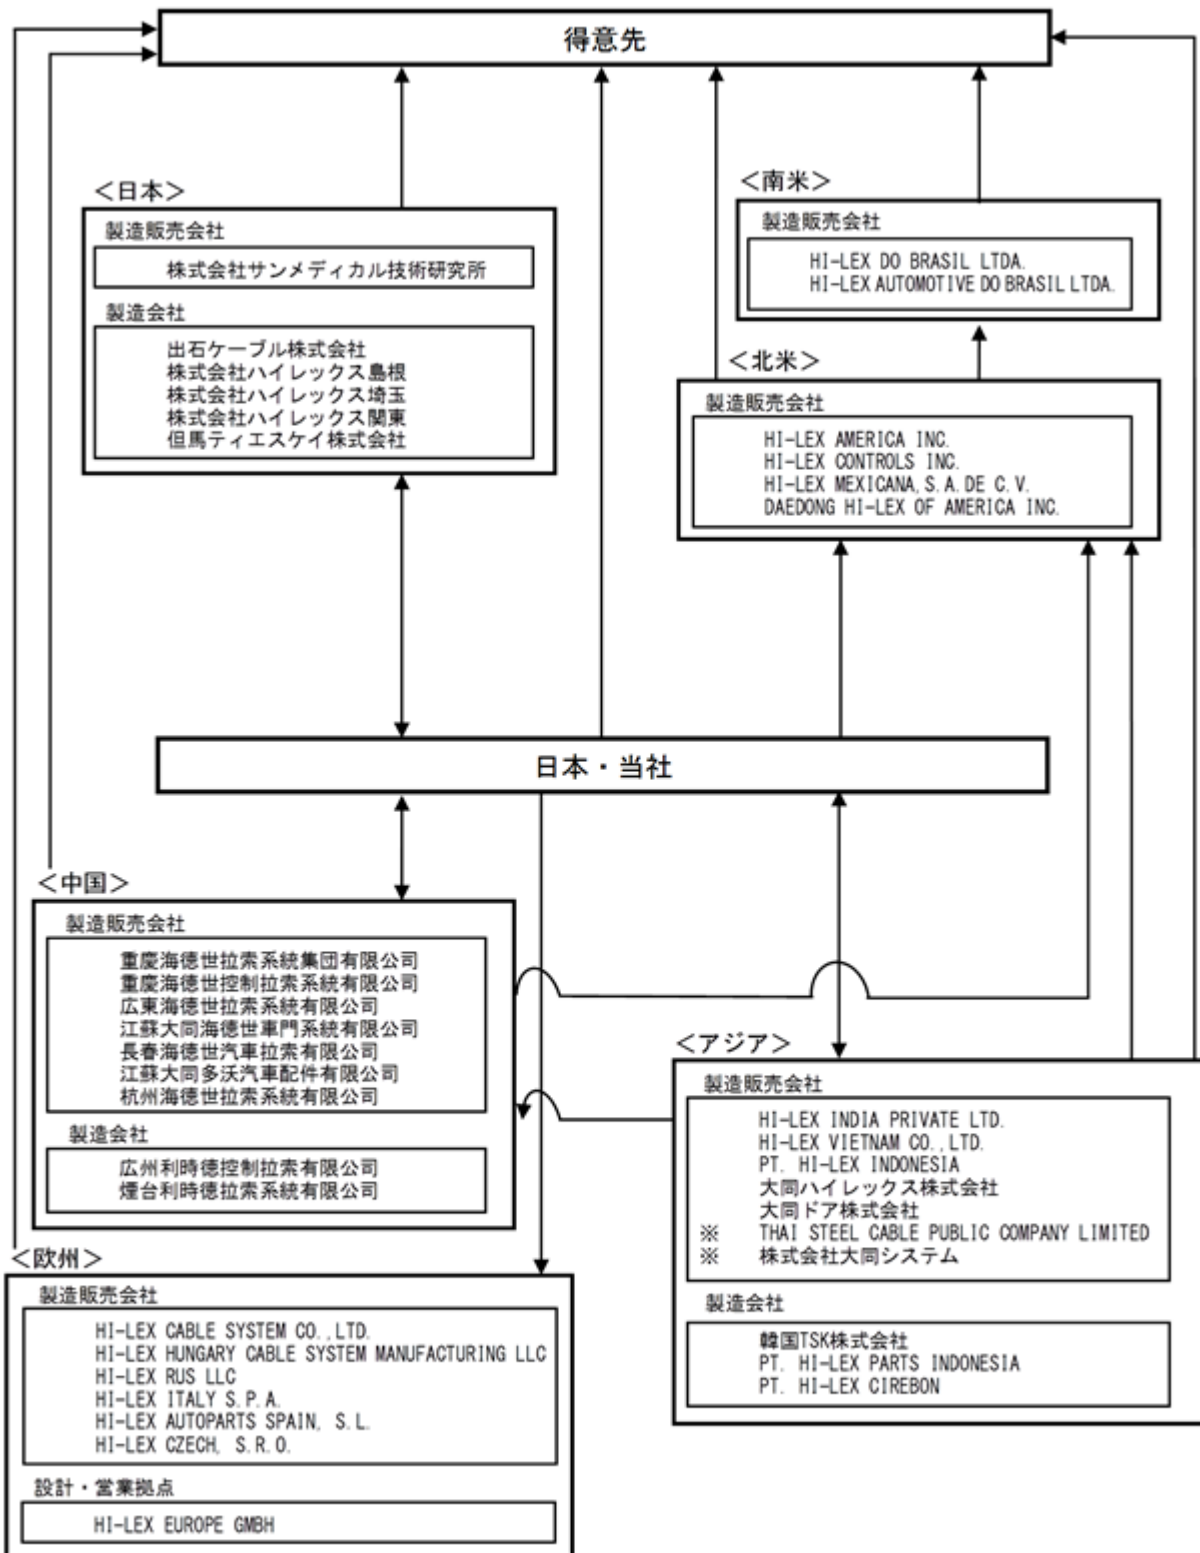 得意先
＜日本＞
製造販売会社
株式会社サンメディカル技術研究所
製造会社
出石ケーブル株式会社
株式会社ハイレックス島根
株式会社ハイレックス埼玉
株式会社ハイレックス関東
但馬ティエスケイ株式会社
＜南米＞
製造販売会社
HI-LEX DO BRASIL LTDA.
HI-LEX AUTOMOTIVE DO BRASIL LTDA.
＜北米＞
製造販売会社
HI-LEX AMERICA INC.
HI-LEX CONTROLS INC.
HI-LEX MEXICANA, S. A. DE C. V.
DAEDONG HI-LEX OF AMERICA INC.
日本・当社
＜中国＞
製造販売会社
重慶海徳世拉索系統集団有限公司
重慶海徳世控制拉索系統有限公司
広東海徳世拉索系統有限公司
江蘇大同海徳世車門系統有限公司
長春海徳世汽車拉索有限公司
江蘇大同多沃汽車配件有限公司
杭州海徳世拉索系統有限公司
製造会社
広州利時徳控制拉索有限公司
煙台利時徳拉索系統有限公司
＜アジア＞
製造販売会社
HI-LEX INDIA PRIVATE LTD.
HI-LEX VIETNAM CO., LTD.
PT. HI-LEX INDONESIA
大同ハイレックス株式会社
大同ドア株式会社
※ THAI STEEL CABLE PUBLIC COMPANY LIMITED
※ 株式会社大同システム
製造会社
韓国TSK株式会社
PT. HI-LEX PARTS INDONESIA
PT. HI-LEX CIREBON
＜欧州＞
製造販売会社
HI-LEX CABLE SYSTEM CO., LTD.
HI-LEX HUNGARY CABLE SYSTEM MANUFACTURING LLC
HI-LEX RUS LLC
HI-LEX ITALY S. P. A.
HI-LEX AUTOPARTS SPAIN, S. L.
HI-LEX CZECH, S. R. O.
設計・営業拠点
HI-LEX EUROPE GMBH